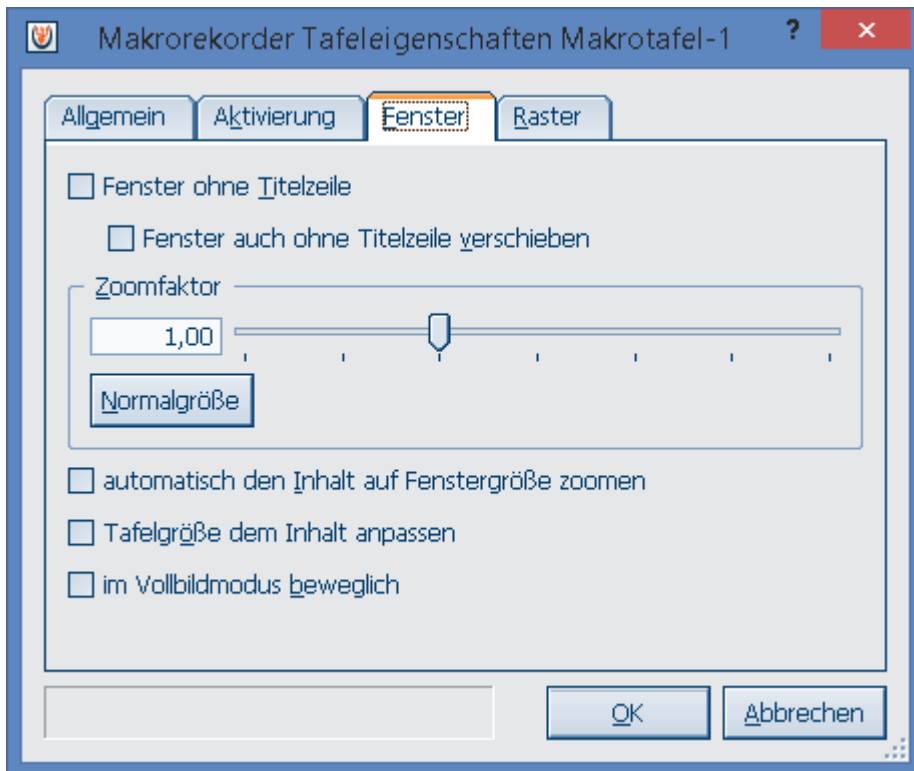 Makrorekorder Tafeleigenschaften Makrotafel-1 ? ×
Allgemein Aktivierung Fenster Raster
Fenster ohne Titelzeile
Fenster auch ohne Titelzeile verschieben
Zoomfaktor
1,00
Normalgröße
automatisch den Inhalt auf Fenstergröße zoomen
Tafelgröße dem Inhalt anpassen
im Vollbildmodus beweglich
OK Abbrechen